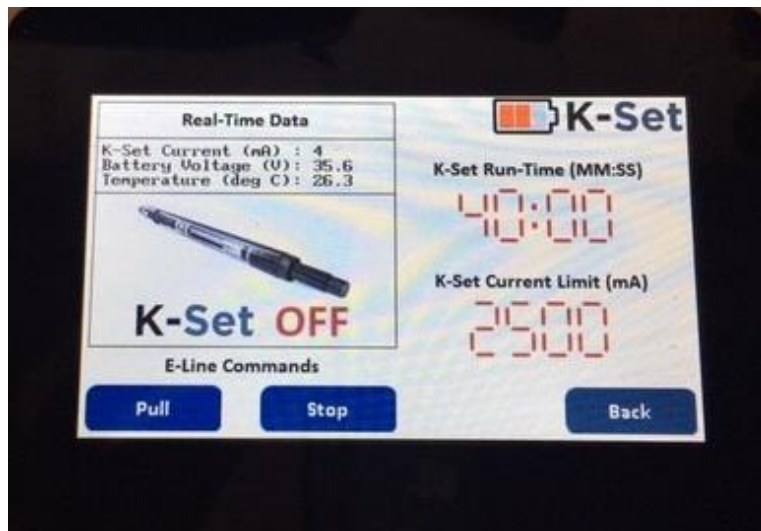 Real-Time Data
K-Set Current (mA) : 4
Battery Voltage (V): 35.6
Temperature (deg C): 26.3
K-Set OFF
E-Line Commands
Pull
Stop
K-Set
K-Set Run-Time (MM:SS)
40:00
K-Set Current Limit (mA)
2500
Back